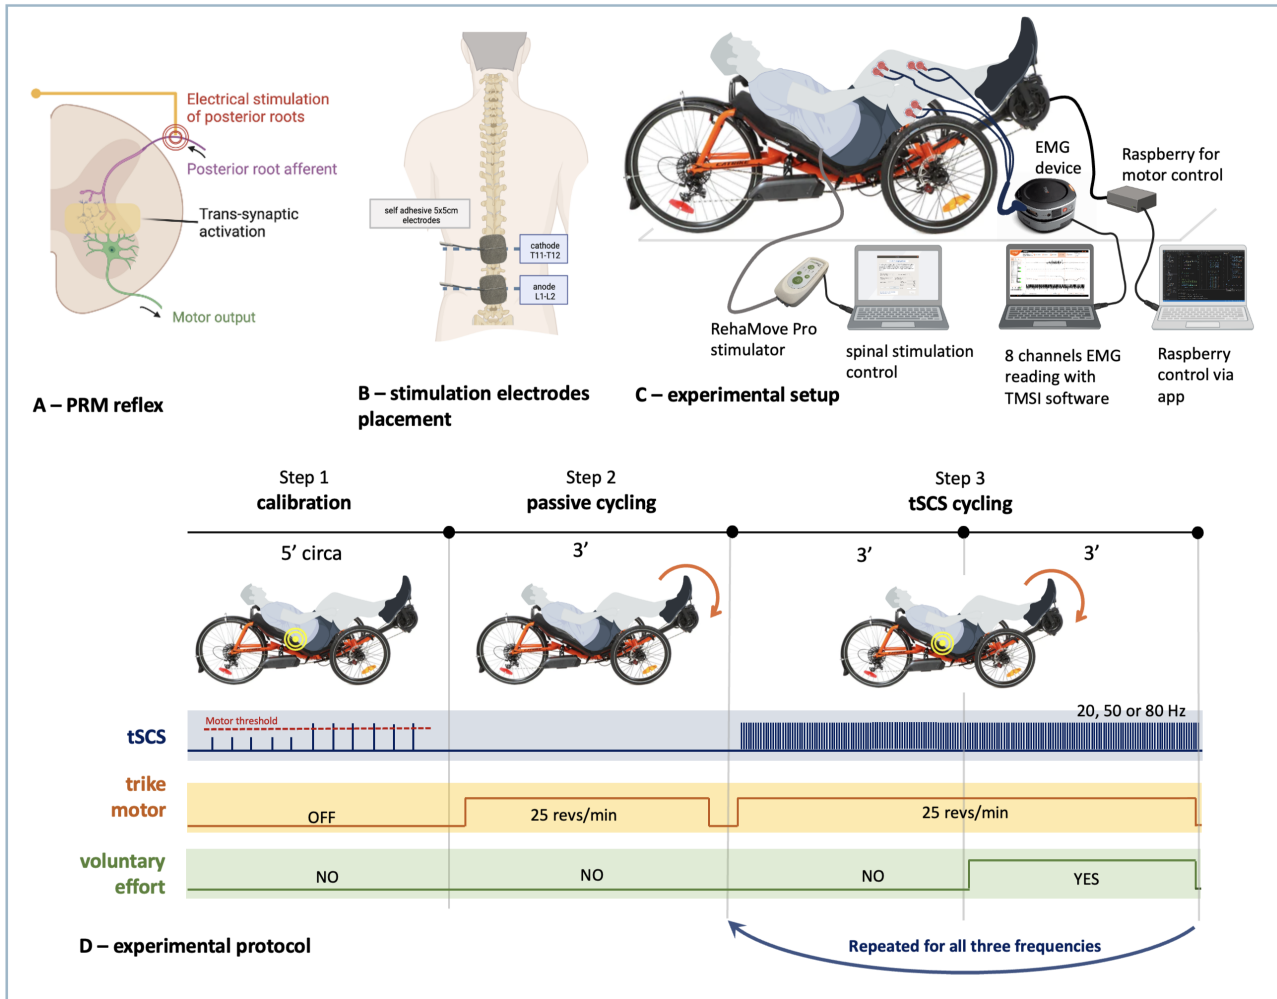 Electrical stimulation
of posterior roots
Posterior root afferent
Trans-synaptic
activation
Motor output
A – PRM reflex
self adhesive 5x5cm
electrodes
cathode
T11-T12
anode
L1-L2
B – stimulation electrodes
placement
EMG
device
Raspberry for
motor control
RehaMove Pro
stimulator
spinal stimulation
control
8 channels EMG
reading with
TMSI software
Raspberry
control via
app
C – experimental setup
Step 1
calibration
Step 2
passive cycling
Step 3
tSCS cycling
5’ circa
3’
3’
3’
tSCS
Motor threshold
20, 50 or 80 Hz
trike
motor
OFF
25 revs/min
25 revs/min
voluntary
effort
NO
NO
NO
YES
D – experimental protocol
Repeated for all three frequencies